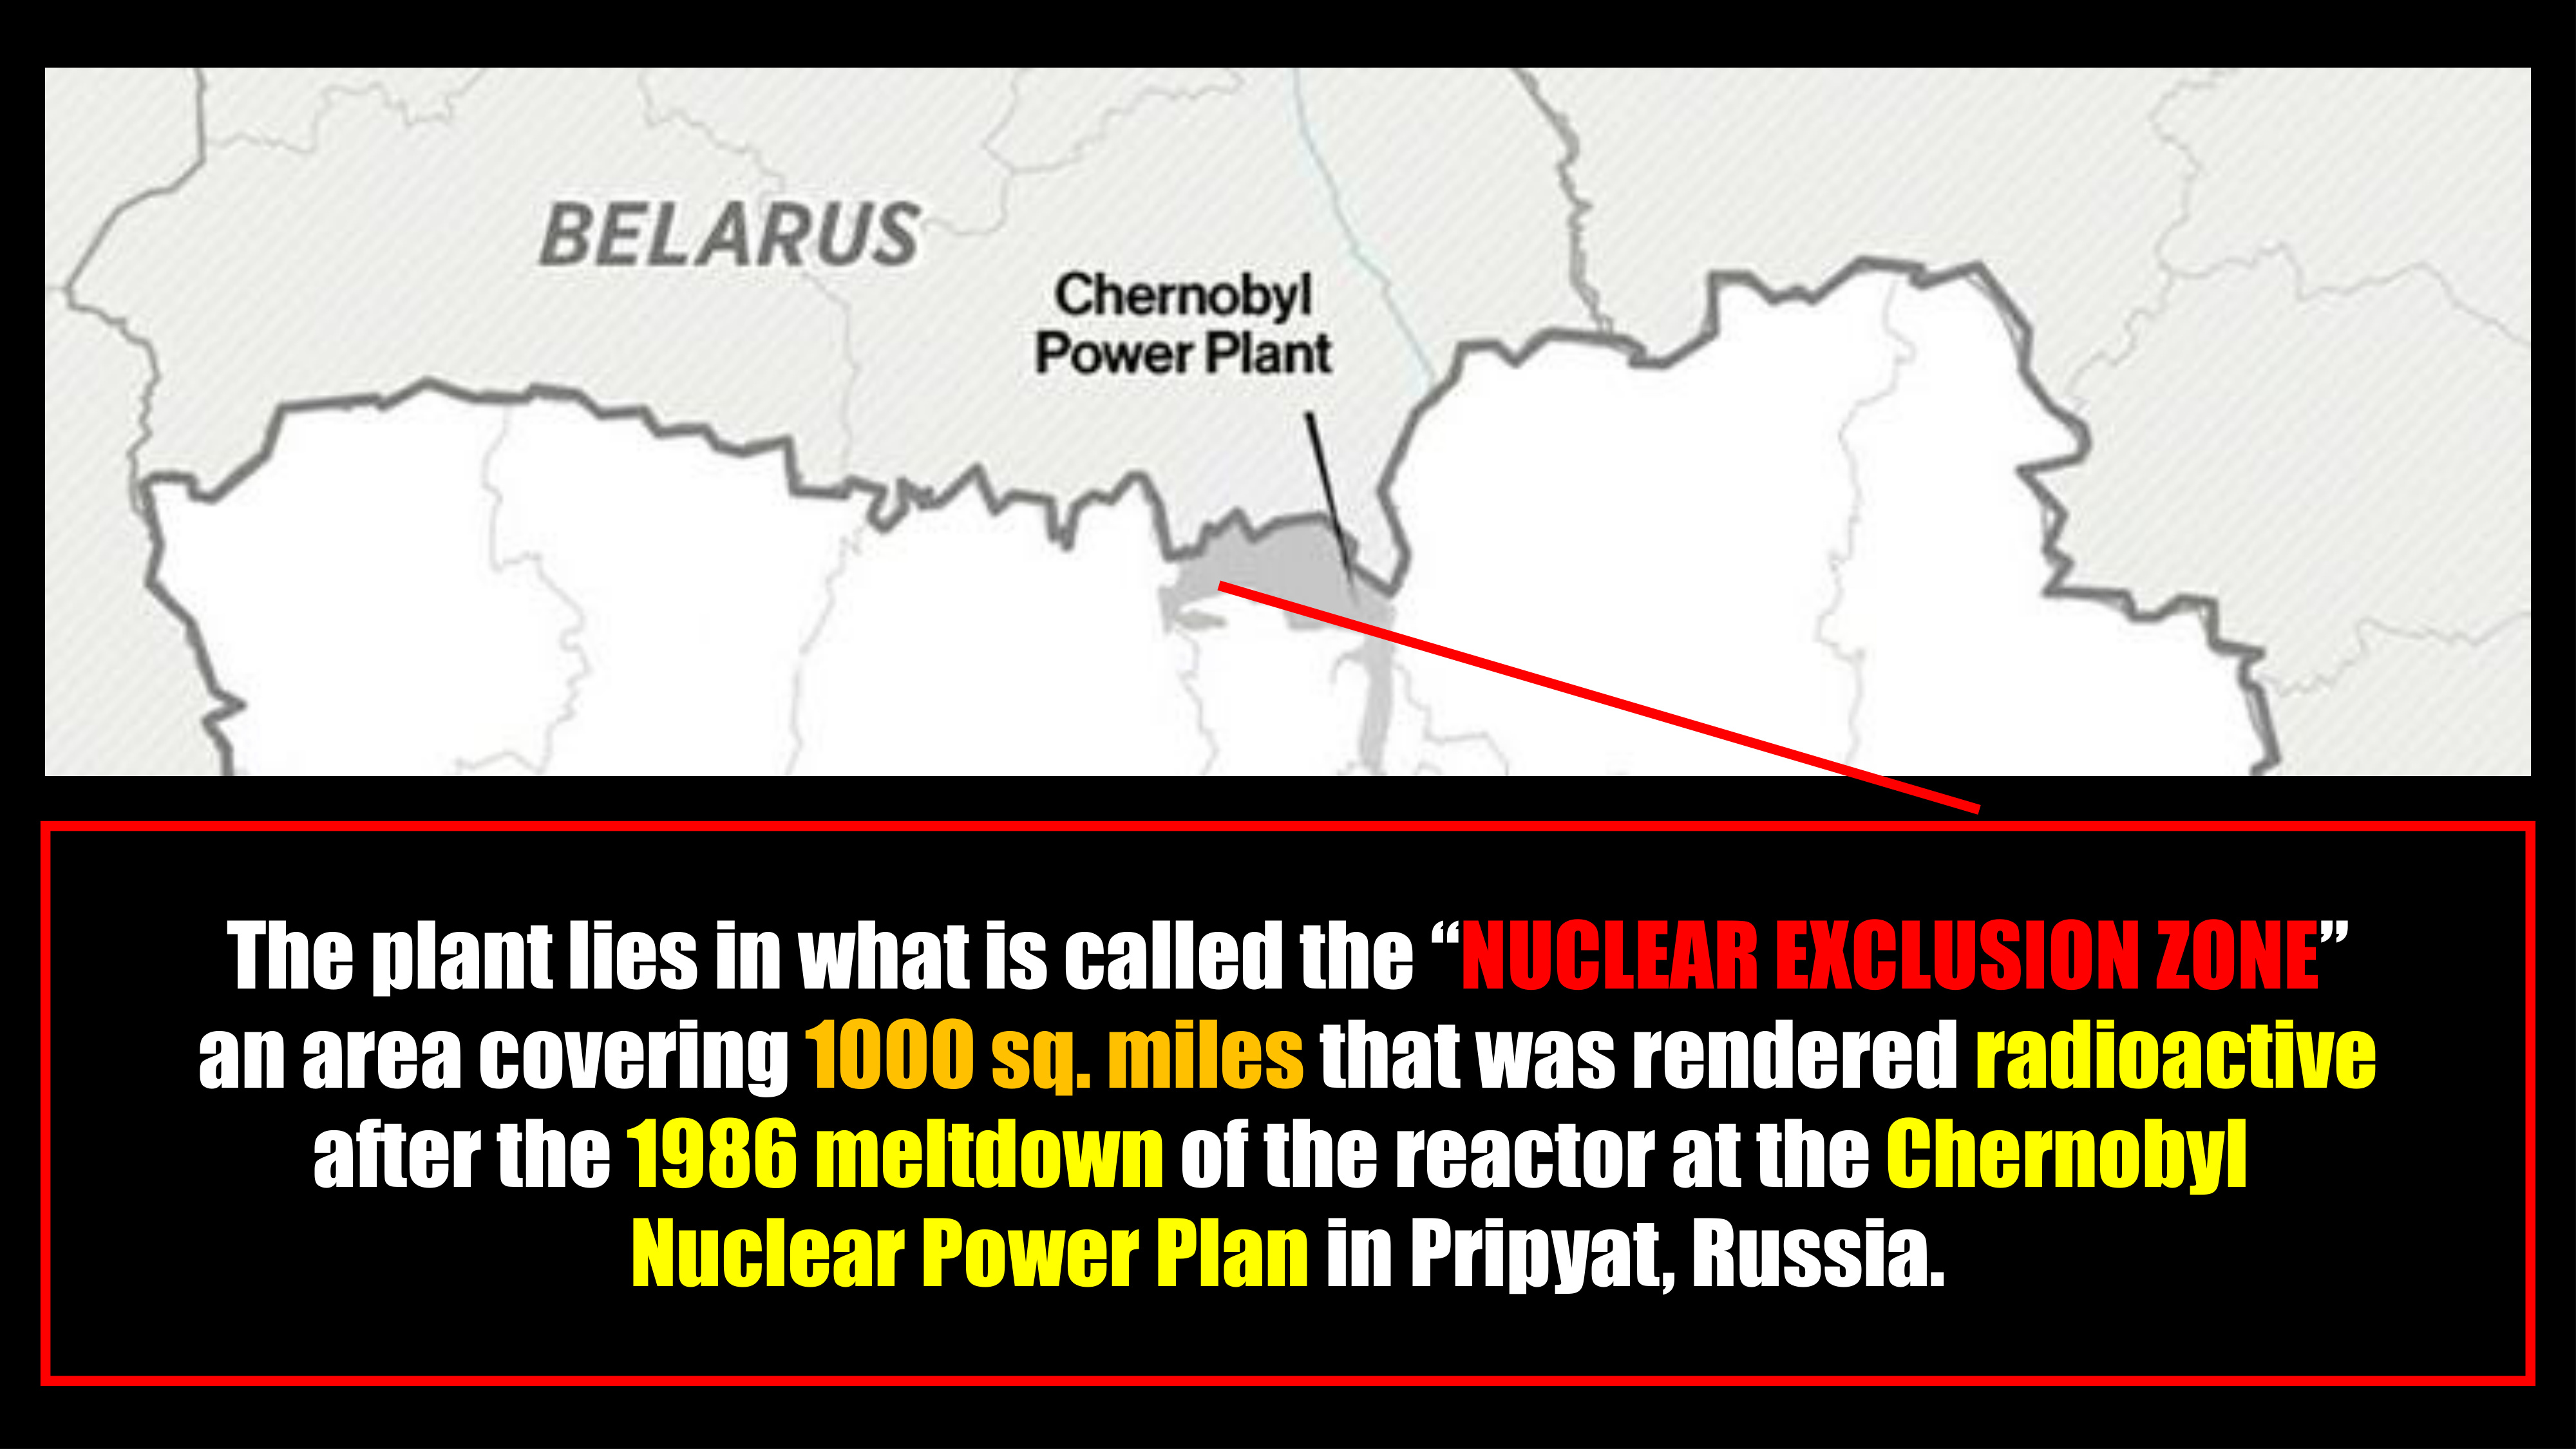 BELARUS
Chernobyl
Power Plant
The plant lies in what is called the “NUCLEAR EXCLUSION ZONE”
an area covering 1000 sq. miles that was rendered radioactive
after the 1986 meltdown of the reactor at the Chernobyl
Nuclear Power Plan in Pripyat, Russia.